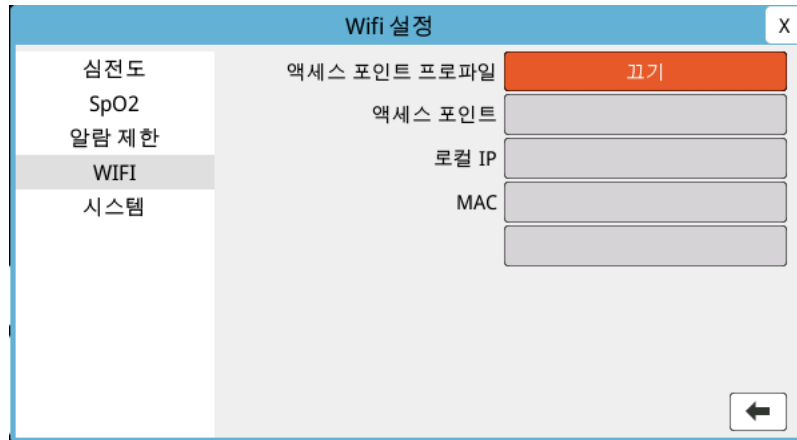 Wifi 설정
X
심전도
SpO2
알람 제한
WIFI
시스템
액세스 포인트 프로파일
끄기
액세스 포인트
로컬 IP
MAC